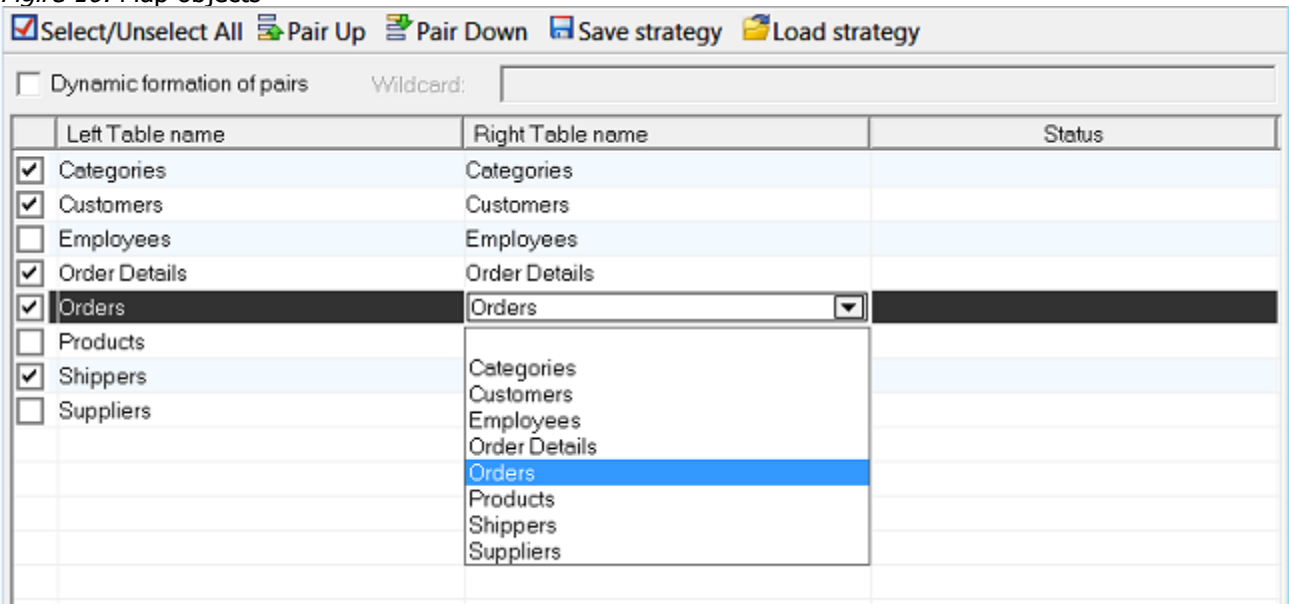 Select/Unselect All Pair Up Pair Down Save strategy Load strategy
Dynamic formation of pairs Wildcard:
Left Table name Right Table name Status
Categories Categories
Customers Customers
Employees Employees
Order Details Order Details
Orders Orders
Products
Shippers
Suppliers
Categories
Customers
Employees
Order Details
Orders
Products
Shippers
Suppliers